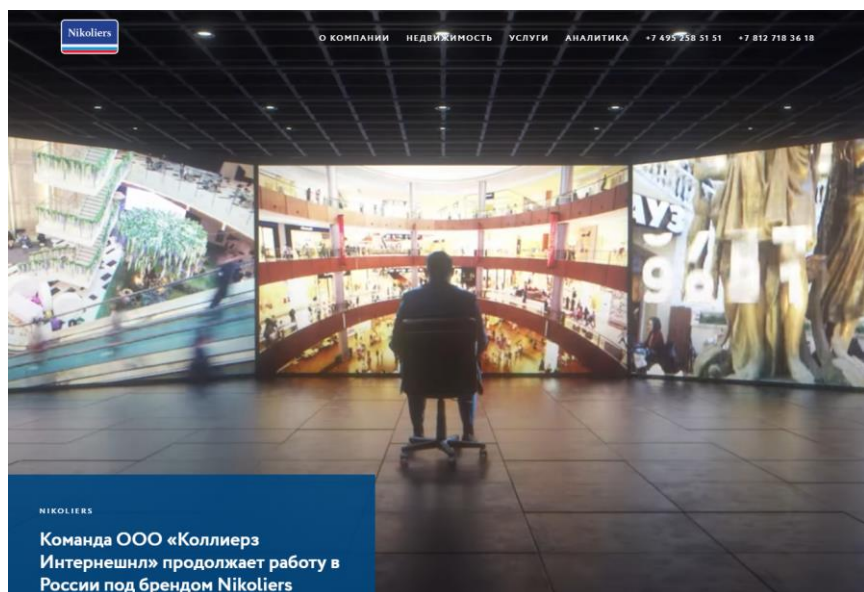 Nikoliers
О КОМПАНИИ НЕДВИЖИМОСТЬ УСЛУГИ АНАЛИТИКА +7 495 258 51 51 +7 812 718 36 18
АУЗ
NIKOLIERS
Команда ООО «Коллиерз
Интернешнл» продолжает работу в
России под брендом Nikoliers